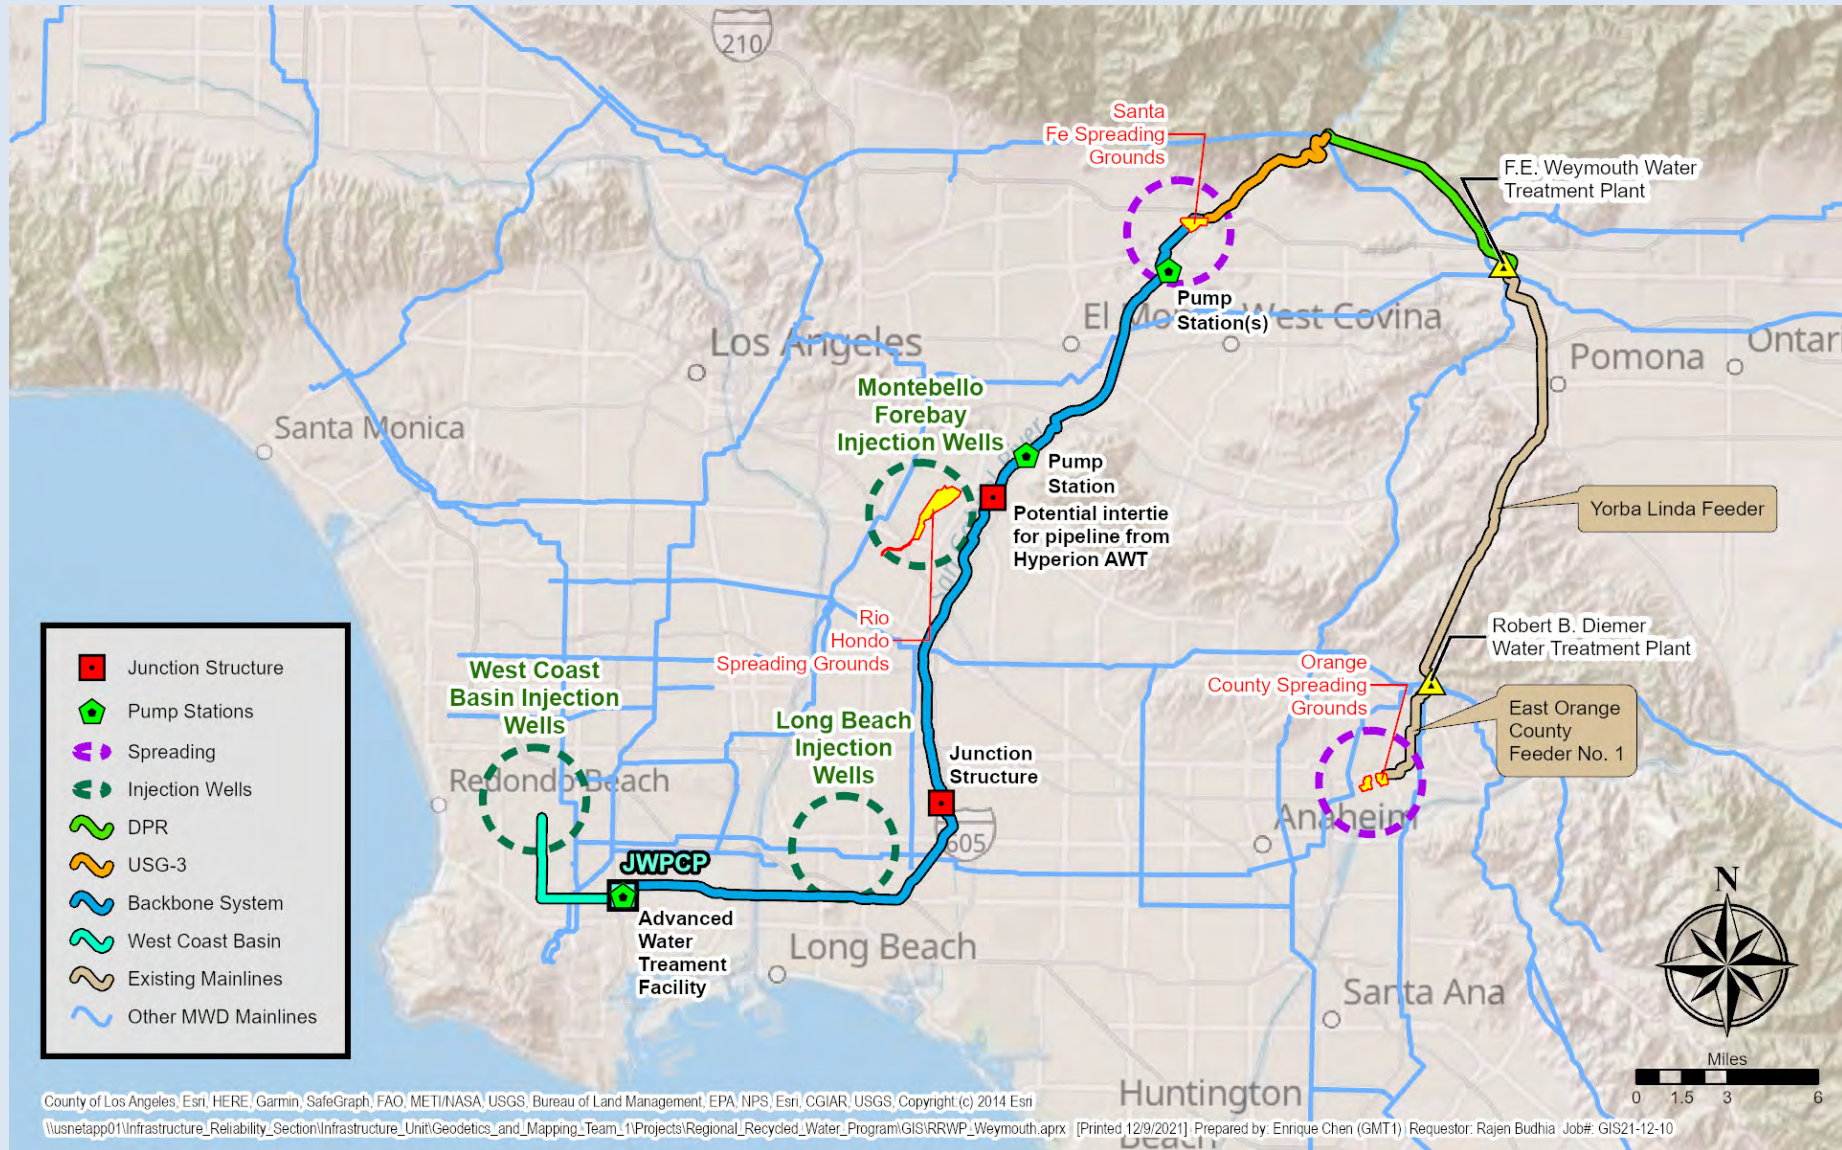 210
Santa
Fe Spreading
Grounds
F.E. Weymouth Water
Treatment Plant
Pump
Station(s)
El Mo
West Covina
Los Angeles
Ontar
Pomona
Montebello
Forebay
Injection Wells
Santa Monica
Pump
Station
Potential intertie
for pipeline from
Hyperion AWT
Yorba Linda Feeder
Rio
Hondo
Spreading Grounds
Robert B. Diemer
Water Treatment Plant
Orange
County Spreading
Grounds
West Coast
Basin Injection
Wells
Long Beach
Injection
Wells
East Orange
County
Feeder No. 1
Junction
Structure
Redondo Beach
Anaheim
605
JWPCP
Advanced
Water
Treament
Facility
Long Beach
Santa Ana
Huntington
Beach
Junction Structure
Pump Stations
Spreading
Injection Wells
DPR
USG-3
Backbone System
West Coast Basin
Existing Mainlines
Other MWD Mainlines
N
Miles
0 1.5 3 6
County of Los Angeles, Esri, HERE, Garmin, SafeGraph, FAO, METI/NASA, USGS, Bureau of Land Management, EPA, NPS, Esri, CGIAR, USGS, Copyright:(c) 2014 Esri
\\usnetapp01\Infrastructure_Reliability_Section\Infrastructure_Unit\Geodetics_and_Mapping_Team_1\Projects\Regional_Recycled_Water_Program\GIS\RRWP_Weymouth.aprx [Printed 12/9/2021] Prepared by: Enrique Chen (GMT1) Requestor: Rajen Budhia Job#: GIS21-12-10